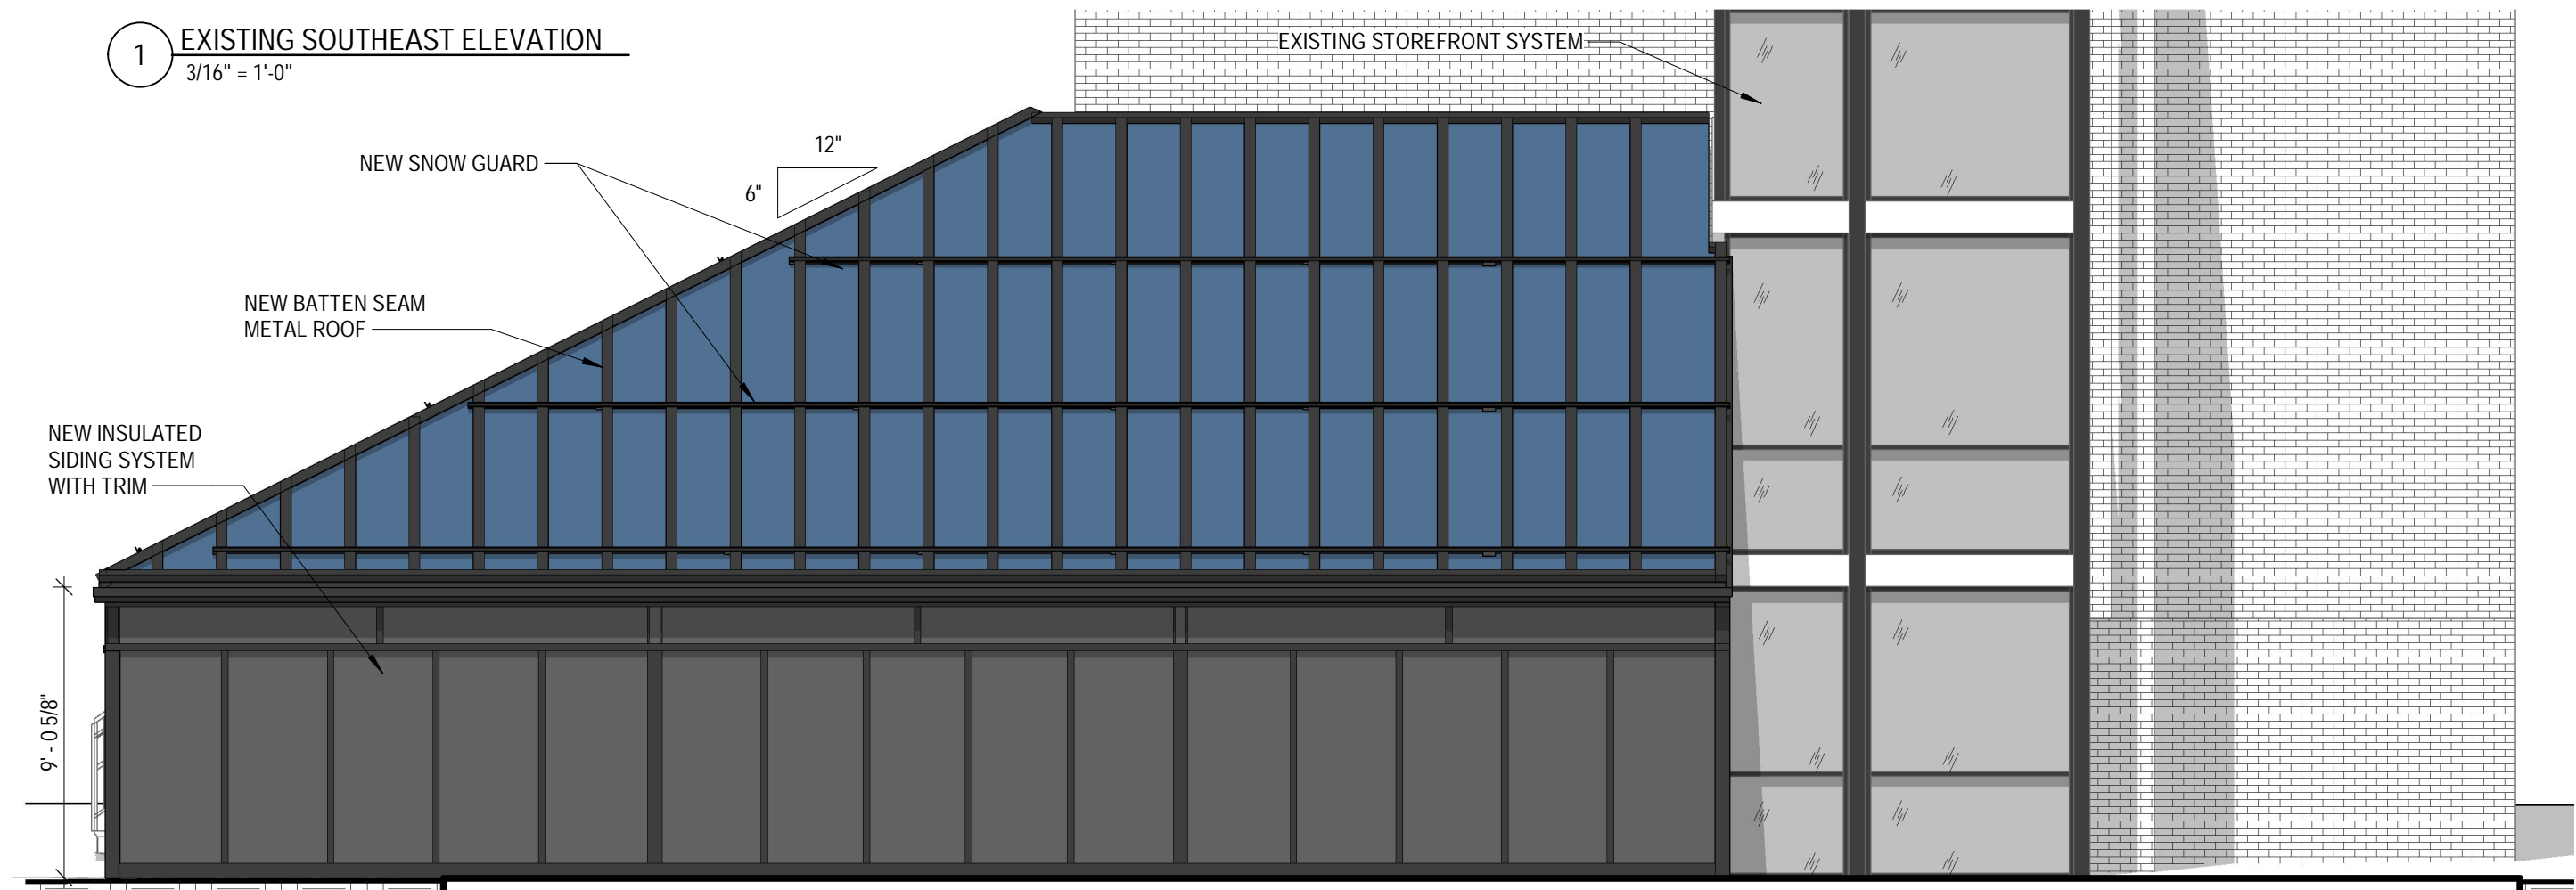 1
EXISTING SOUTHEAST ELEVATION
3/16" = 1'-0"
EXISTING STOREFRONT SYSTEM
12"
6"
NEW SNOW GUARD
NEW BATTEN SEAM
METAL ROOF
NEW INSULATED
SIDING SYSTEM
WITH TRIM
9' - 0 5/8"